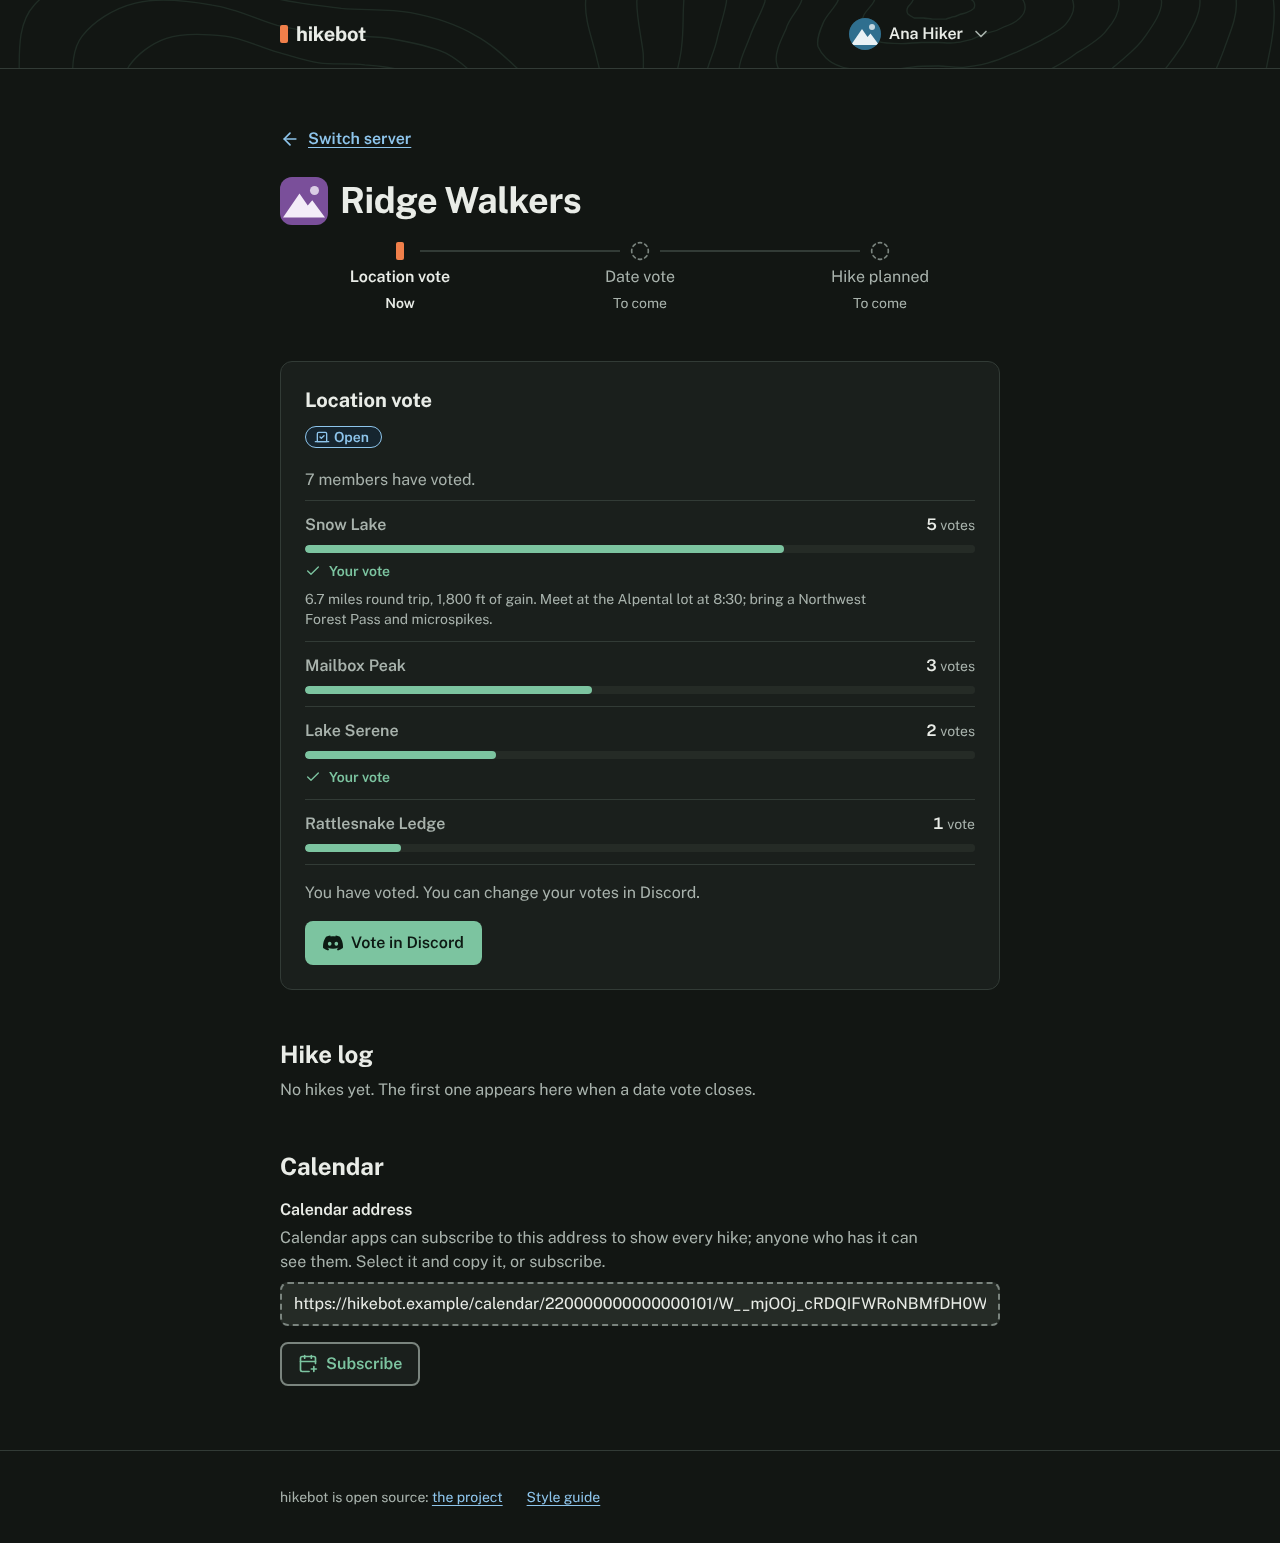 hikebot
Ana Hiker
Switch server
Ridge Walkers
Location vote
Now
Date vote
To come
Hike planned
To come
Location vote
Open
7 members have voted.
Snow Lake
5 votes
Your vote
6.7 miles round trip, 1,800 ft of gain. Meet at the Alpental lot at 8:30; bring a Northwest
Forest Pass and microspikes.
Mailbox Peak
3 votes
Lake Serene
2 votes
Your vote
Rattlesnake Ledge
1 vote
You have voted. You can change your votes in Discord.
Vote in Discord
Hike log
No hikes yet. The first one appears here when a date vote closes.
Calendar
Calendar address
Calendar apps can subscribe to this address to show every hike; anyone who has it can
see them. Select it and copy it, or subscribe.
https://hikebot.example/calendar/220000000000000101/W__mjOOj_cRDQIFWRoNBMfDH0W
Subscribe
hikebot is open source: the project
Style guide